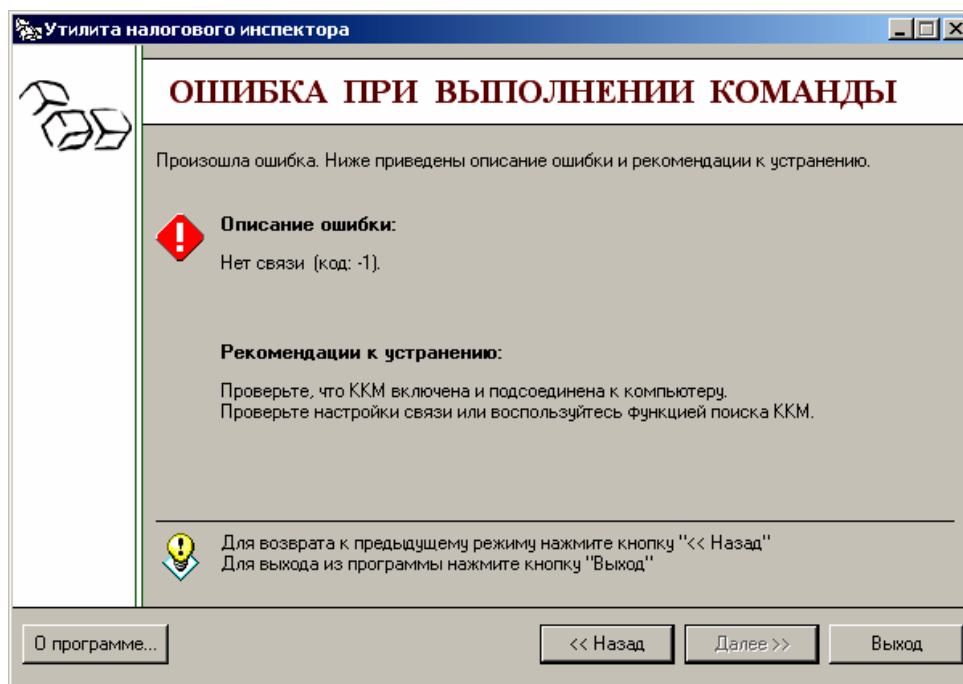 Утилита налогового инспектора
ОШИБКА ПРИ ВЫПОЛНЕНИИ КОМАНДЫ
Произошла ошибка. Ниже приведены описание ошибки и рекомендации к устранению.
Описание ошибки:
Нет связи (код: -1).
Рекомендации к устранению:
Проверьте, что ККМ включена и подсоединена к компьютеру.
Проверьте настройки связи или воспользуйтесь функцией поиска ККМ.
Для возврата к предыдущему режиму нажмите кнопку "<< Назад"
Для выхода из программы нажмите кнопку "Выход"
О программе...
<< Назад
Далее >>
Выход